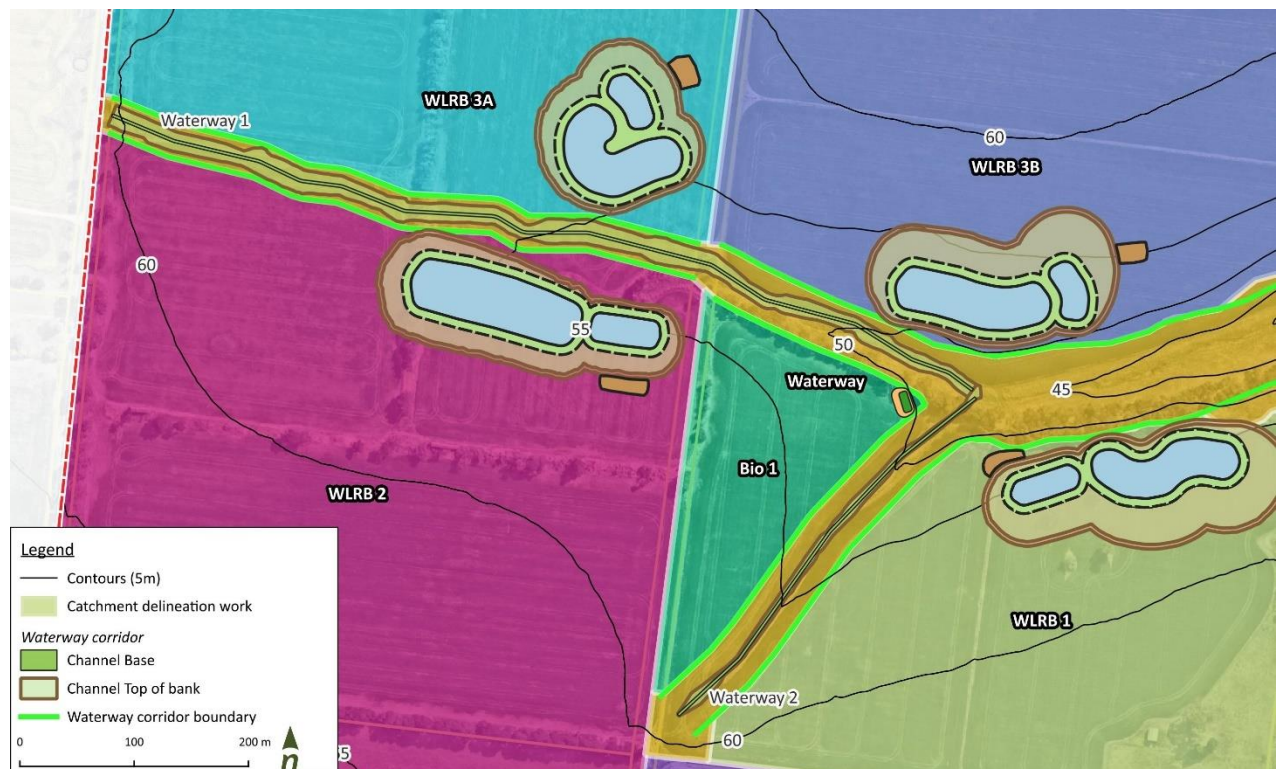 WLRB 3A
Waterway 1
60
WLRB 3B
60
55
50
Waterway
45
Bio 1
WLRB 2
WLRB 1
Waterway 2
60
Legend
Contours (5m)
Catchment delineation work
Waterway corridor
Channel Base
Channel Top of bank
Waterway corridor boundary
0 100 200 m
n